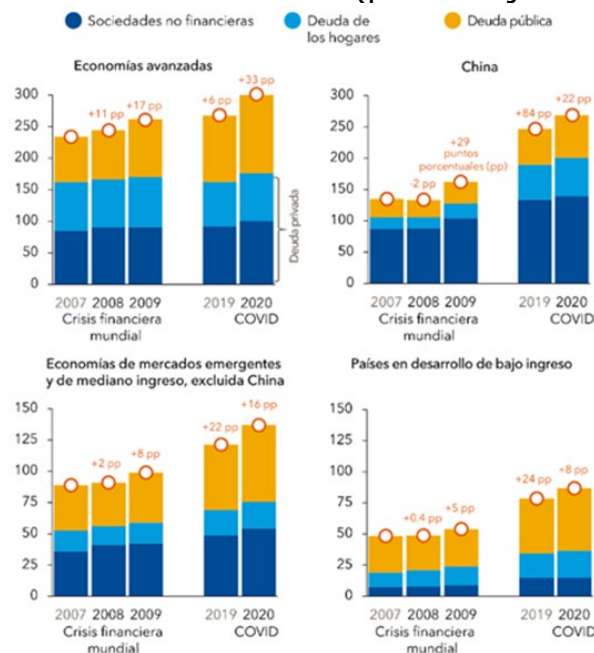 Sociedades no financieras
Deuda de
los hogares
Deuda pública
Economías avanzadas
300
250
200
150
100
50
0
+11 pp
+17 pp
+6 pp
+33 pp
Deuda privada
2007 2008 2009 2019 2020
Crisis financiera COVID
mundial
China
300
250
200
150
100
50
0
-2 pp
+29
puntos
porcentuales (pp)
+84 pp
+22 pp
2007 2008 2009 2019 2020
Crisis financiera COVID
mundial
Economías de mercados emergentes
y de mediano ingreso, excluida China
150
125
100
75
50
25
0
+2 pp
+8 pp
+22 pp
+16 pp
2007 2008 2009 2019 2020
Crisis financiera COVID
mundial
Países en desarrollo de bajo ingreso
150
125
100
75
50
25
0
+0.4 pp
+5 pp
+24 pp
+8 pp
2007 2008 2009 2019 2020
Crisis financiera COVID
mundial